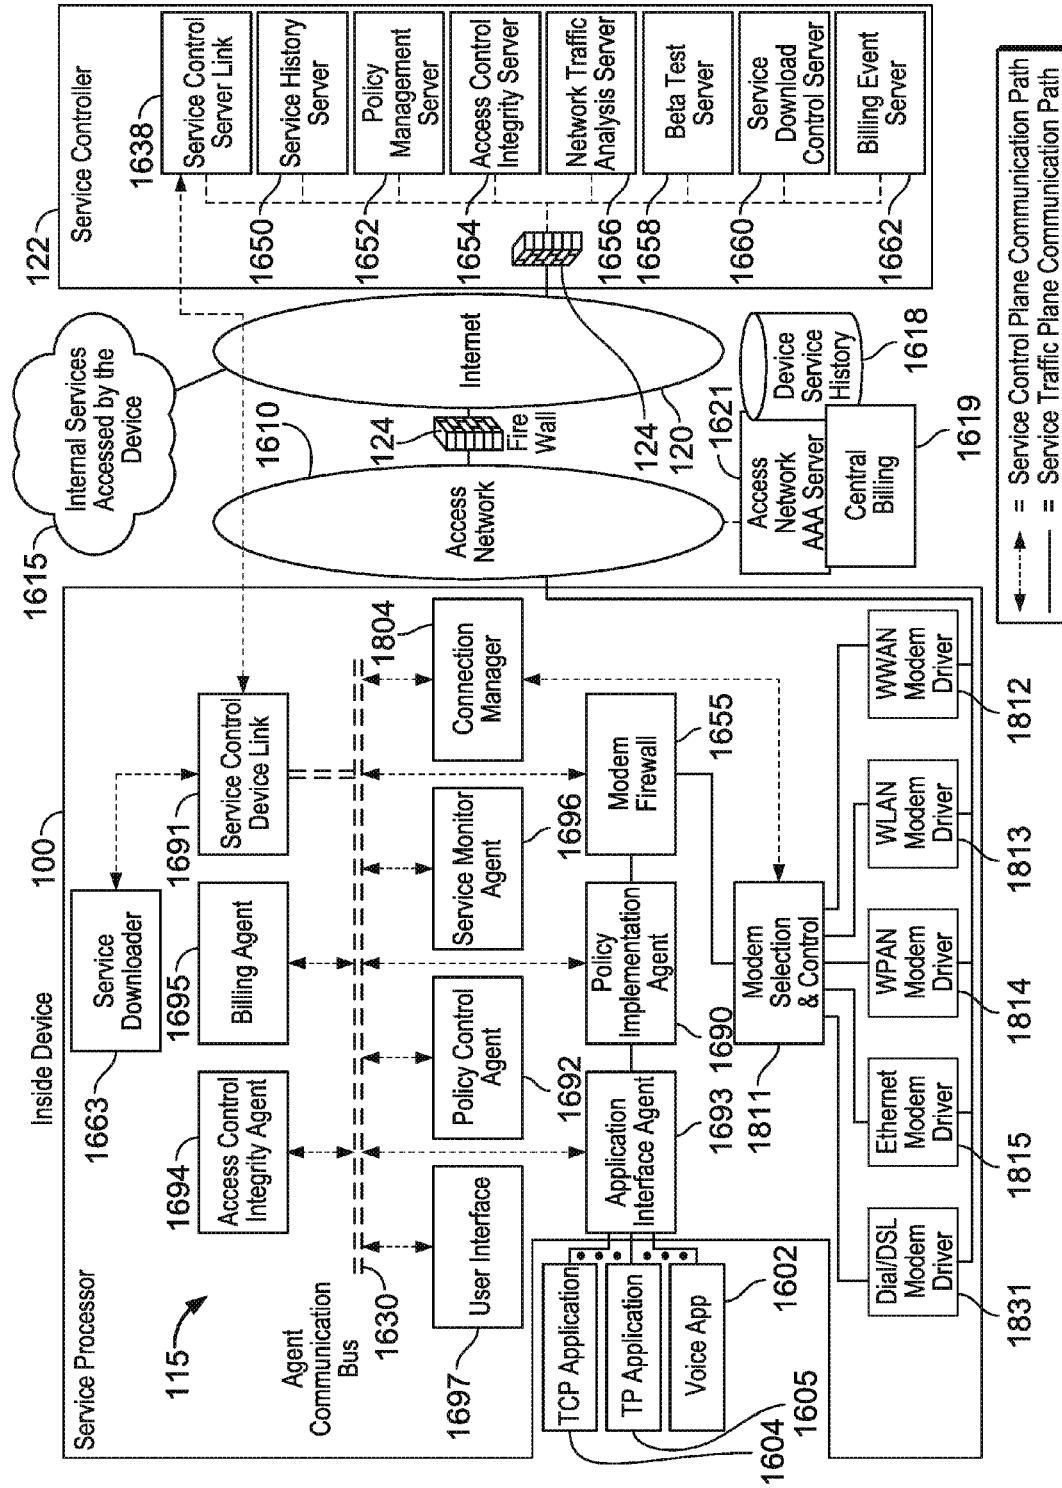 Inside Device
100
Service Processor
115
1663
Service
Downloader
1694
Access Control
Integrity Agent
1695
Billing Agent
1691
Service Control
Device Link
Agent
Communication
Bus
1630
1697
User Interface
Policy Control
Agent
1692
Service Monitor
Agent
1696
Connection
Manager
1804
TCP Application
TP Application
Voice App
1602
1604
1605
Application
Interface Agent
1693
Policy
Implementation
Agent
1690
Modem
Firewall
1655
1811
Modem
Selection
& Control
Dial/DSL
Modem
Driver
1831
Ethernet
Modem
Driver
1815
WPAN
Modem
Driver
1814
WLAN
Modem
Driver
1813
WWAN
Modem
Driver
1812
1615
Internal Services
Accessed by the
Device
1610
Access
Network
124
Fire
Wall
Internet
124
120
1621
Access
Network
AAA Server
Device
Service
History
1618
Central
Billing
1619
122
Service Controller
1638
Service Control
Server Link
1650
Service History
Server
1652
Policy
Management
Server
1654
Access Control
Integrity Server
1656
Network Traffic
Analysis Server
1658
Beta Test
Server
1660
Service
Download
Control Server
1662
Billing Event
Server
= Service Control Plane Communication Path
= Service Traffic Plane Communication Path